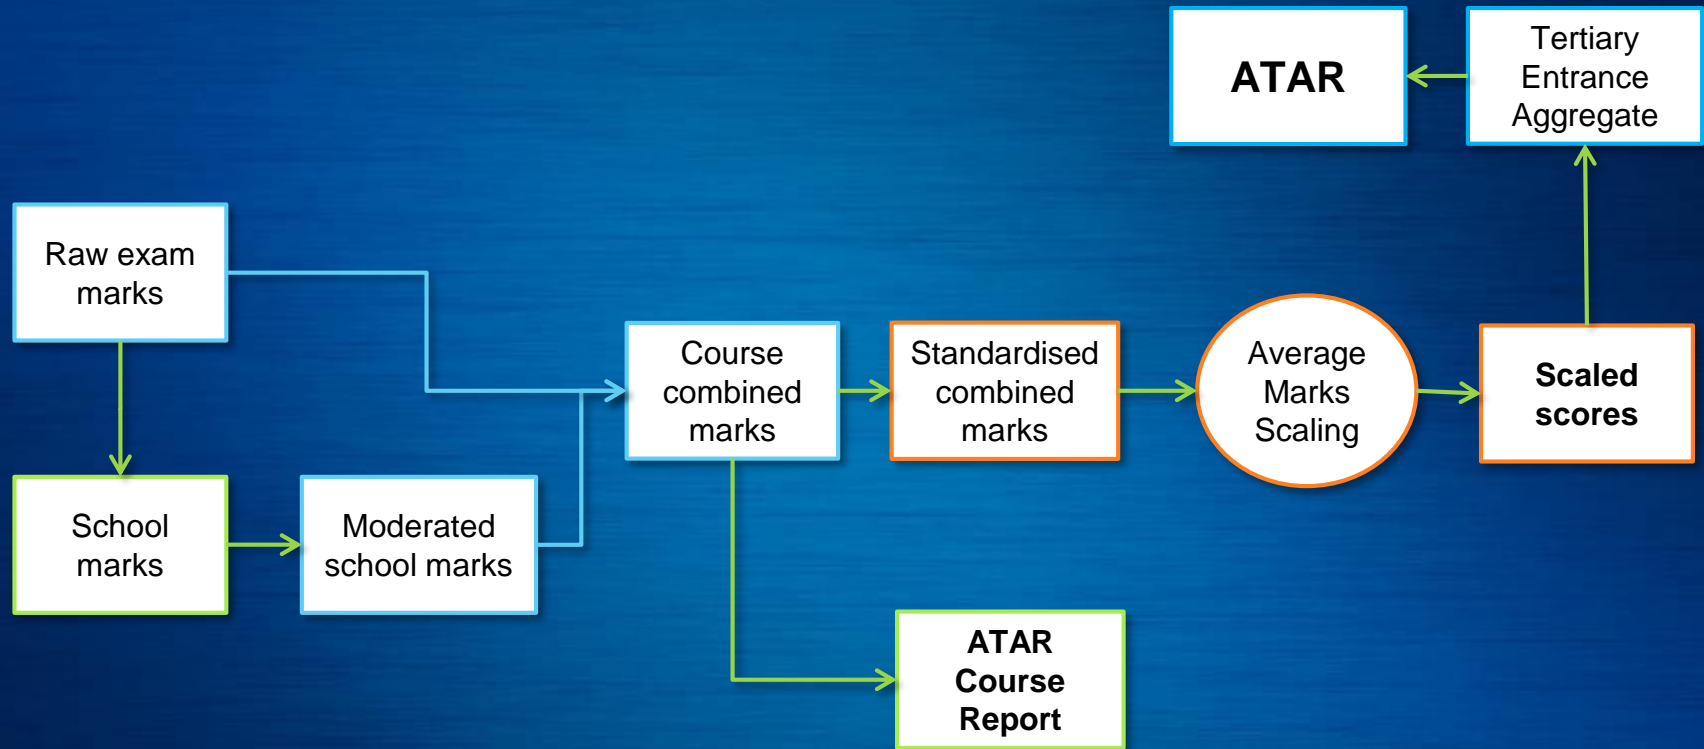 ATAR
Tertiary
Entrance
Aggregate
Raw exam
marks
Course
combined
marks
Standardised
combined
marks
Average
Marks
Scaling
Scaled
scores
School
marks
Moderated
school marks
ATAR
Course
Report